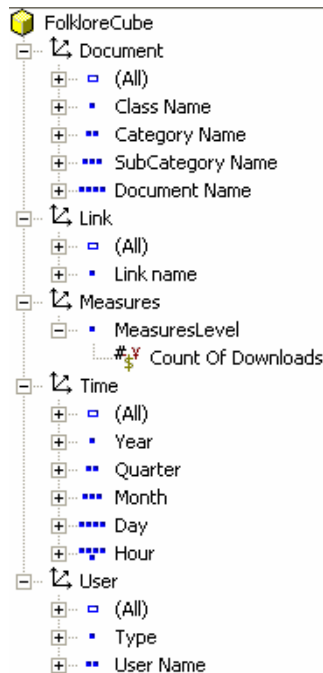 FolkloreCube
Document
(All)
Class Name
Category Name
SubCategory Name
Document Name
Link
(All)
Link name
Measures
MeasuresLevel
Count Of Downloads
Time
(All)
Year
Quarter
Month
Day
Hour
User
(All)
Type
User Name